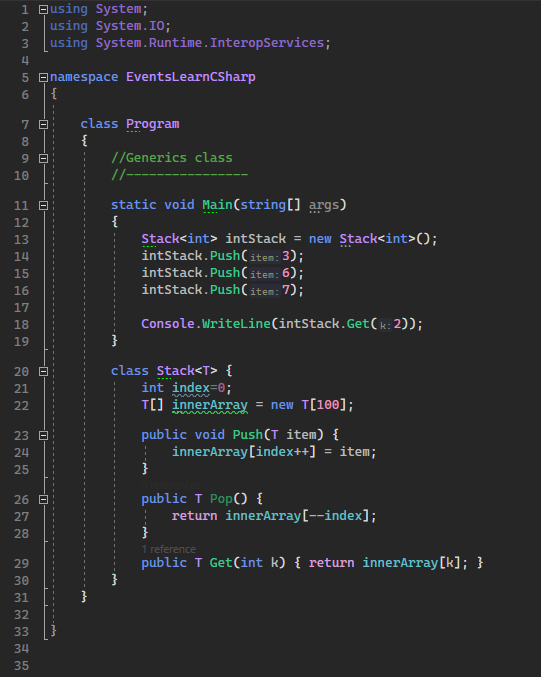 1 using System;
2 using System.IO;
3 using System.Runtime.InteropServices;
4
5 namespace EventsLearnCSharp
6 {
7 class Program
8 {
9 //Generics class
10 //----------------
11 static void Main(string[] args)
12 {
13 Stack<int> intStack = new Stack<int>();
14 intStack.Push(item:3);
15 intStack.Push(item:6);
16 intStack.Push(item:7);
17
18 Console.WriteLine(intStack.Get(k:2));
19 }
20 class Stack<T> {
21 int index=0;
22 T[] innerArray = new T[100];
23 public void Push(T item) {
24 innerArray[index++] = item;
25 }
26 public T Pop() {
27 return innerArray[--index];
28 }
1 reference
29 public T Get(int k) { return innerArray[k]; }
30 }
31 }
32
33 }
34
35